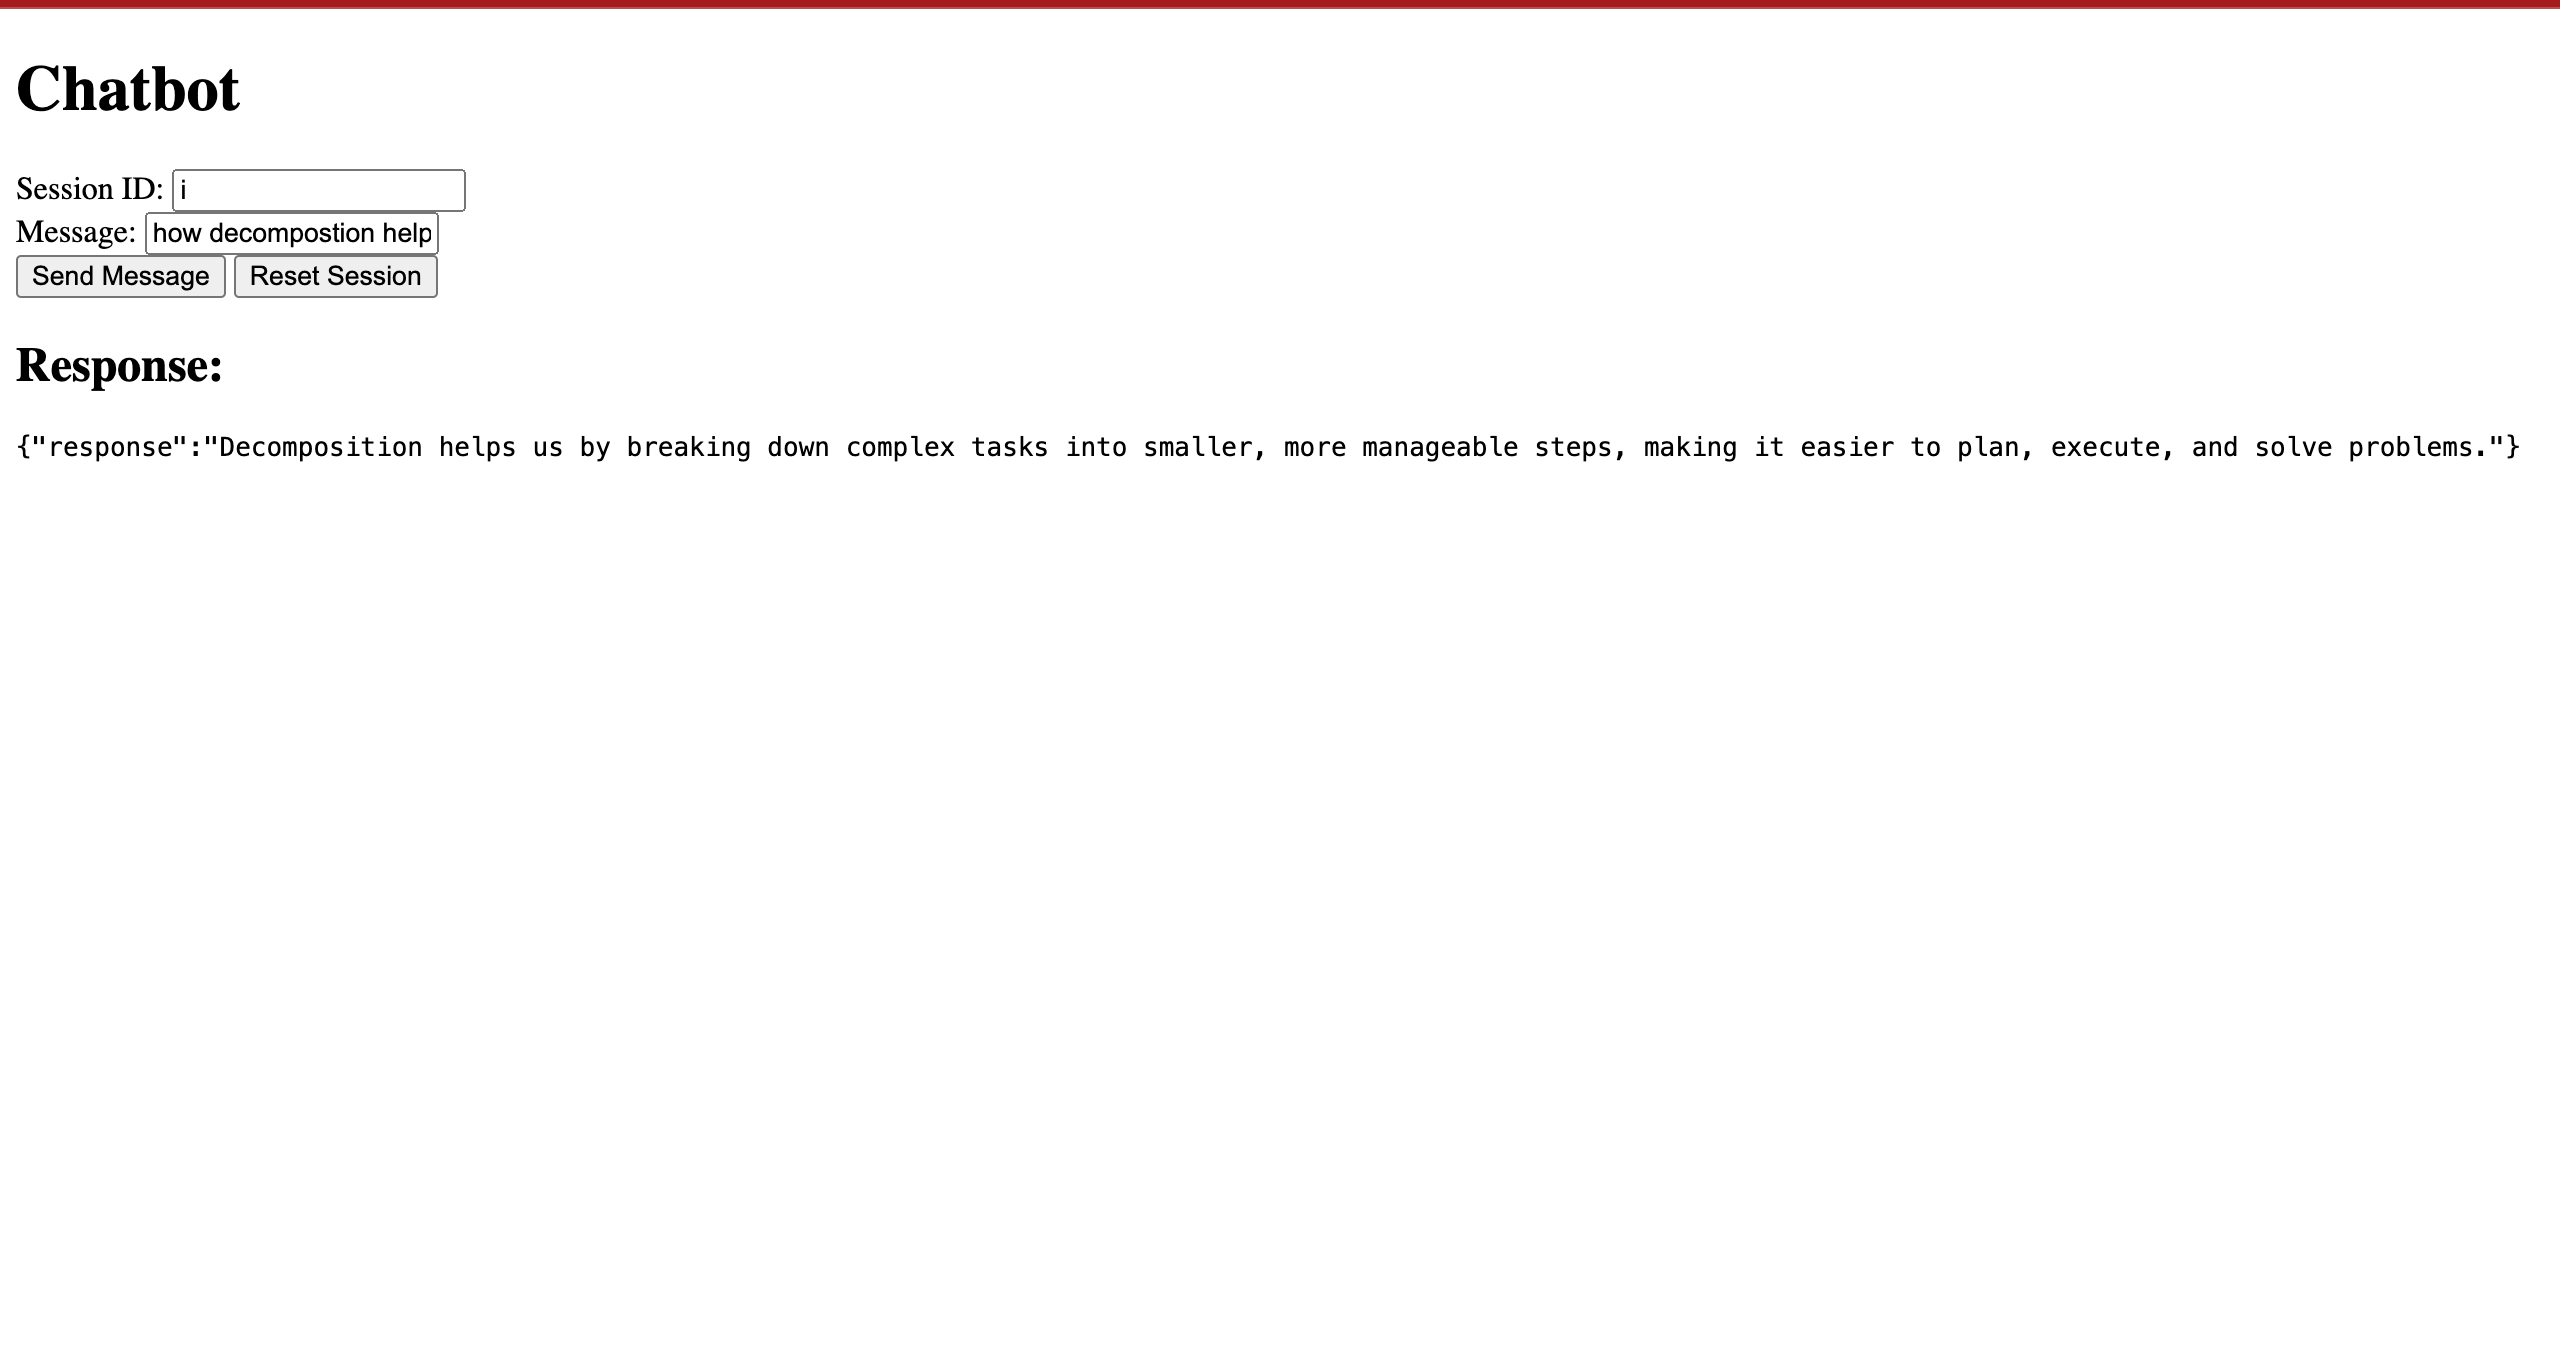 Chatbot
Session ID: i
Message: how decompostion help
Send Message Reset Session
Response:
{"response":"Decomposition helps us by breaking down complex tasks into smaller, more manageable steps, making it easier to plan, execute, and solve problems."}